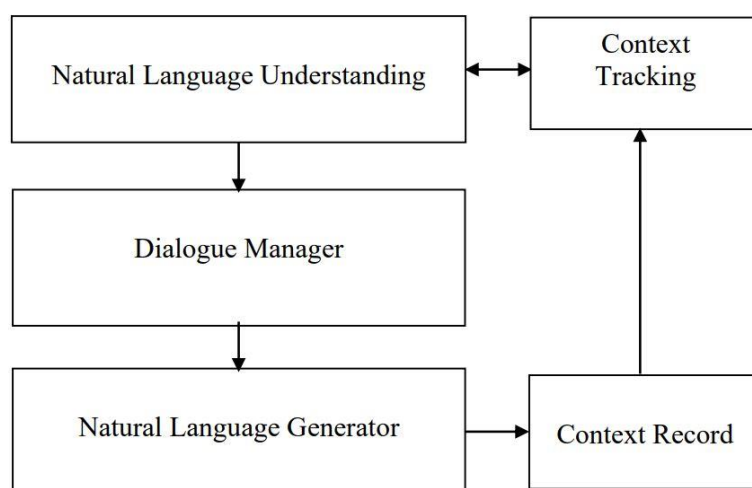 Natural Language Understanding
Context
Tracking
Dialogue Manager
Natural Language Generator
Context Record